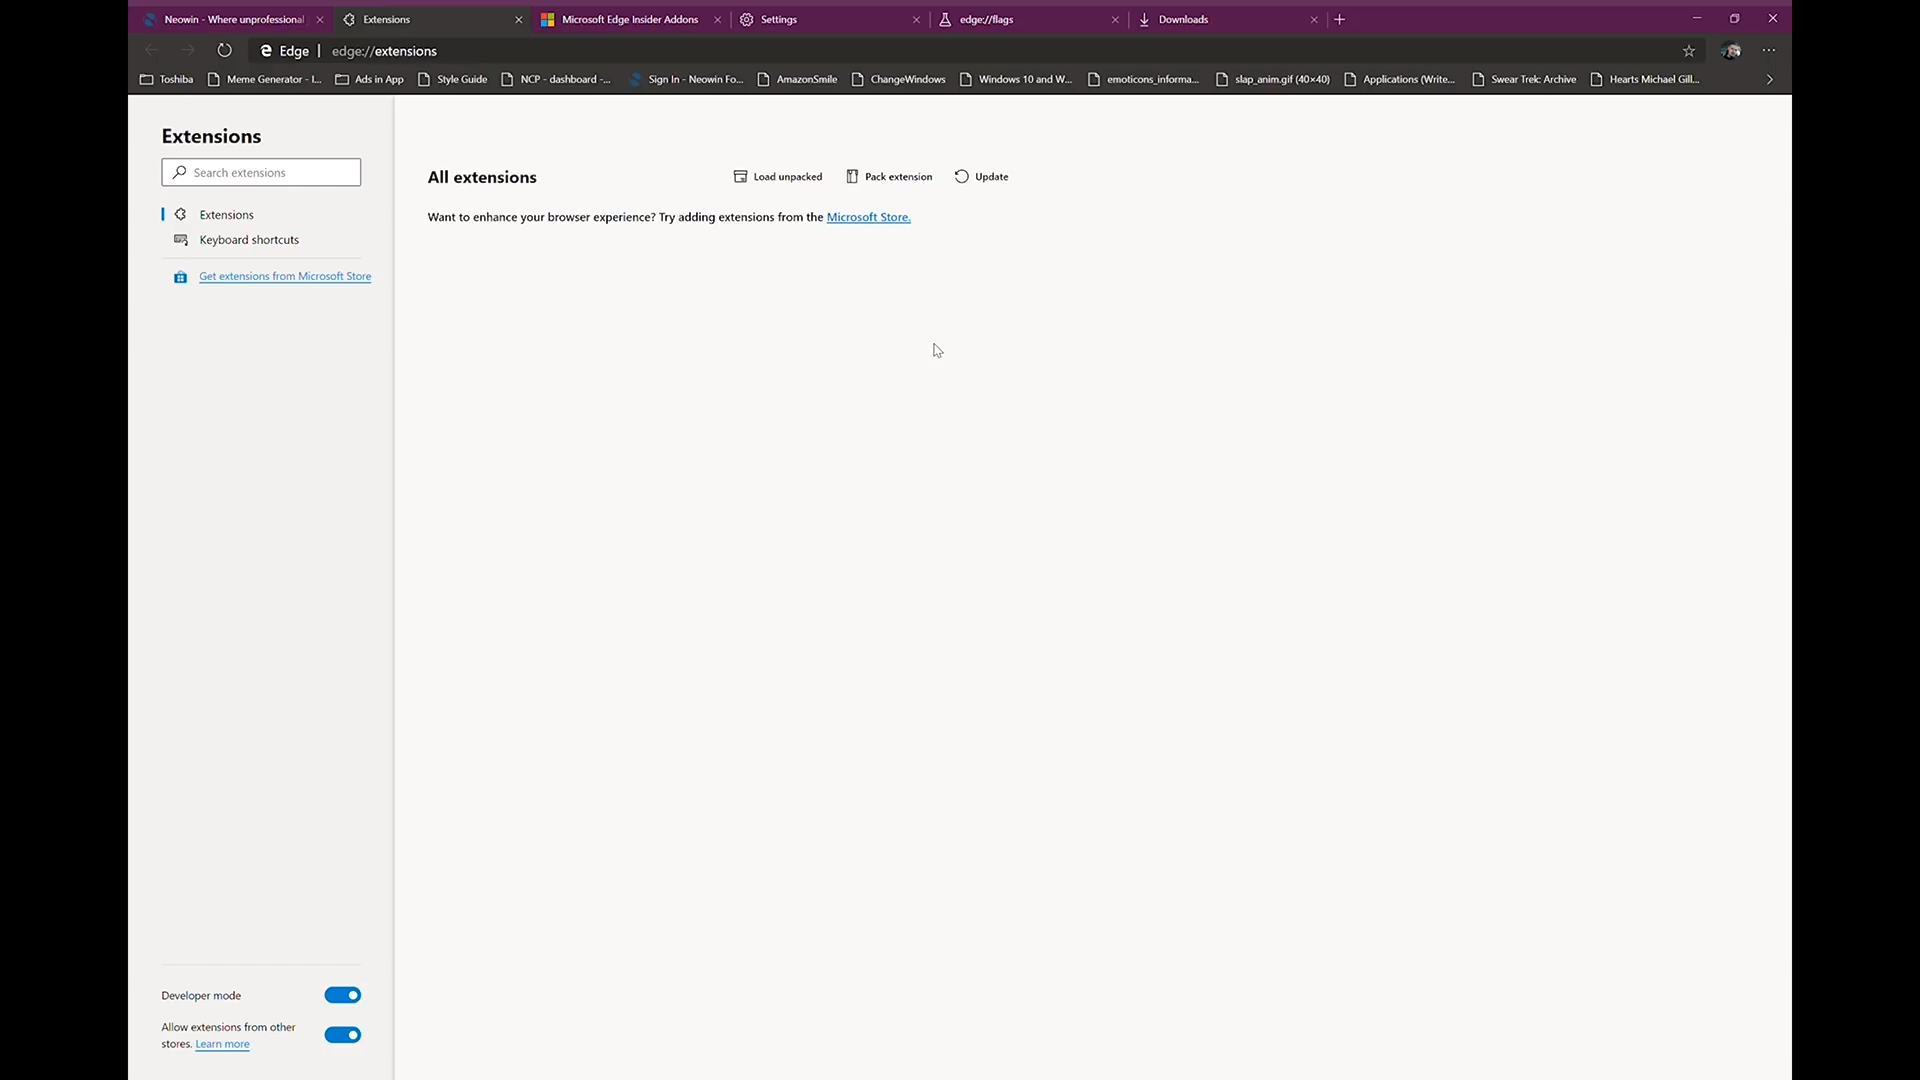 Neowin - Where unprofessional
Extensions
Microsoft Edge Insider Addons
Settings
edge://flags
Downloads
Edge | edge://extensions
Toshiba
Meme Generator - I...
Ads in App
Style Guide
NCP - dashboard -...
Sign In - Neowin Fo...
AmazonSmile
ChangeWindows
Windows 10 and W...
emoticons_informa...
slap_anim.gif (40×40)
Applications (Write...
Swear Trek: Archive
Hearts Michael Gill...
Extensions
Search extensions
Extensions
Keyboard shortcuts
Get extensions from Microsoft Store
All extensions
Load unpacked
Pack extension
Update
Want to enhance your browser experience? Try adding extensions from the Microsoft Store.
Developer mode
Allow extensions from other
stores. Learn more